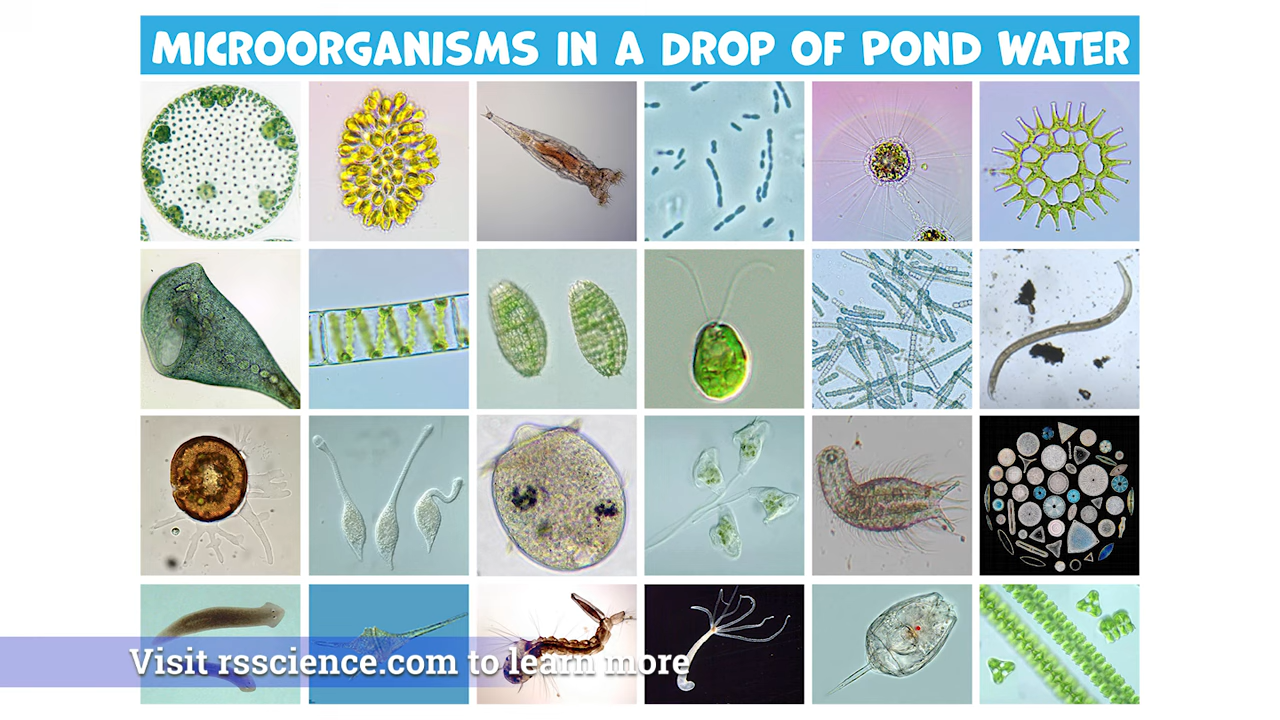 MICROORGANISMS IN A DROP OF POND WATER
Visit rsscience.com to learn more